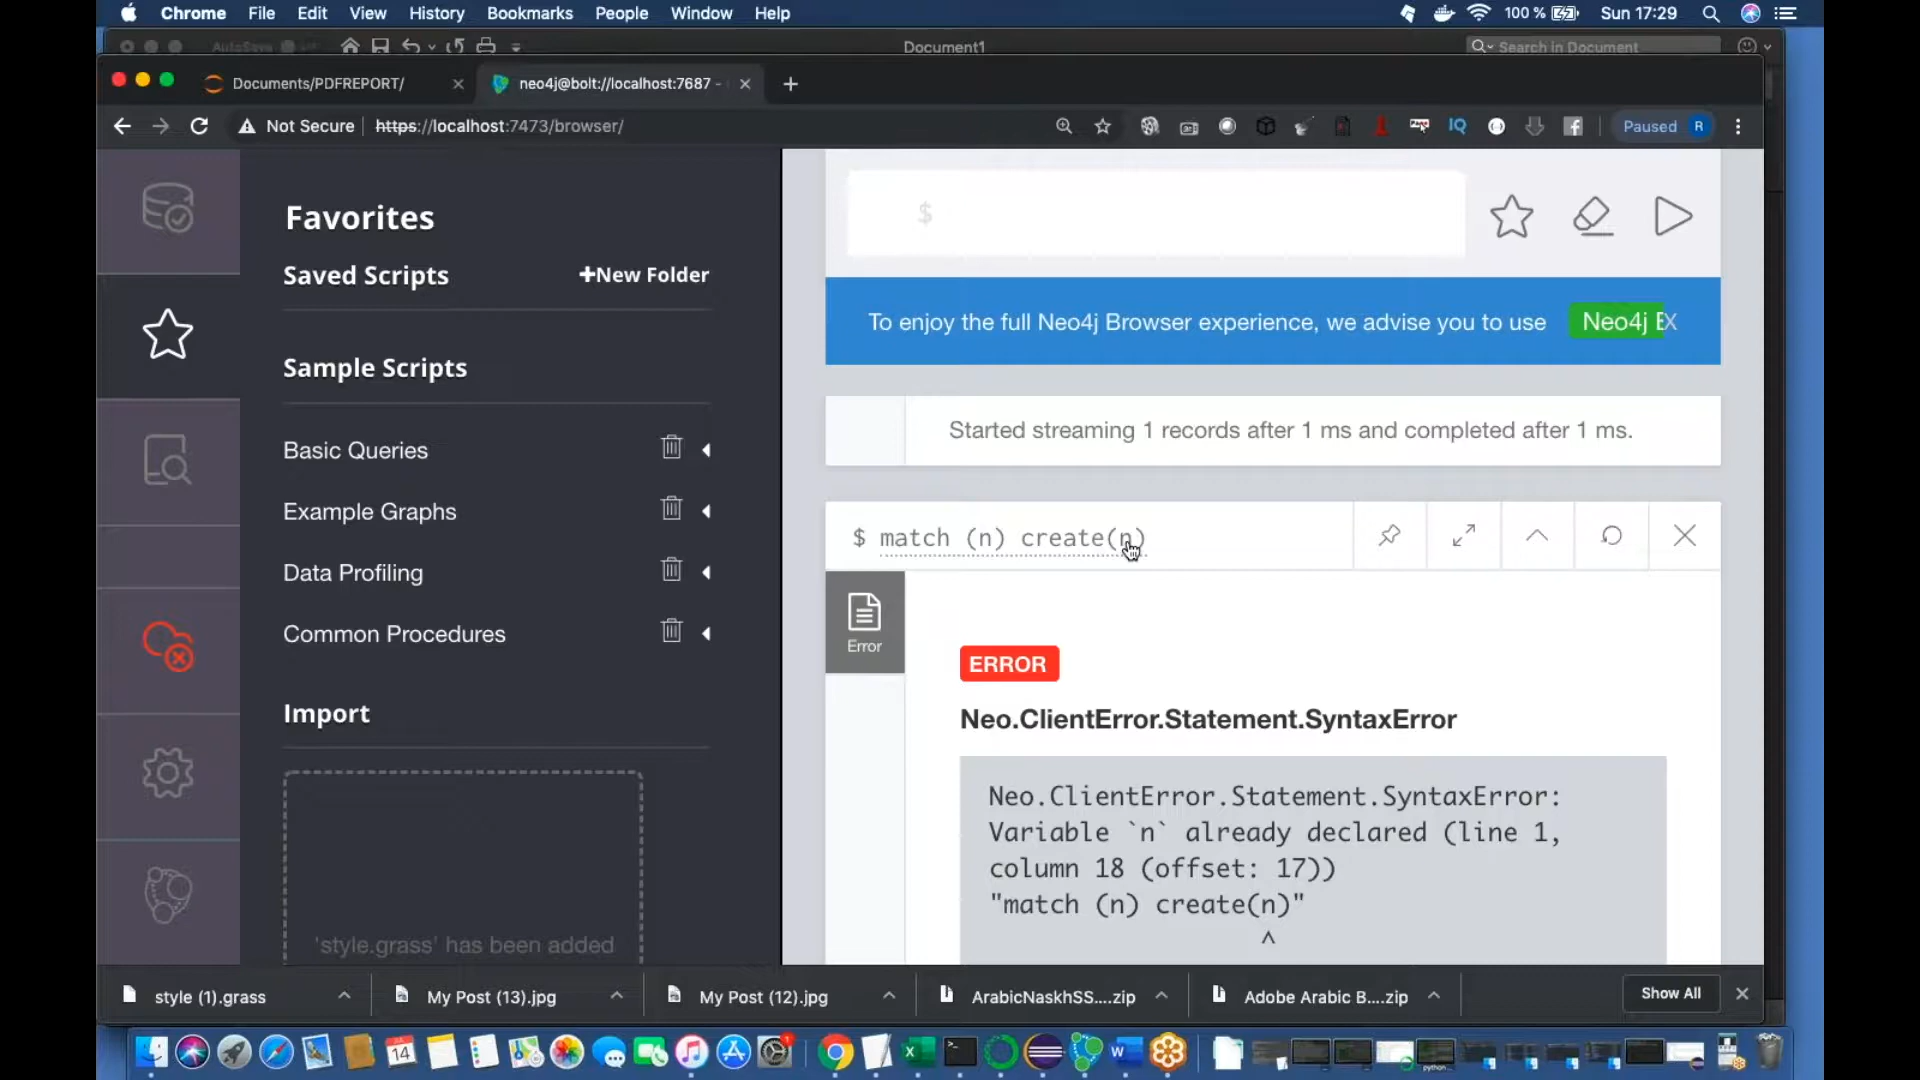 Chrome File Edit View History Bookmarks People Window Help 100 % Sun 17:29
AutoSave Document1 Search in Document
Documents/PDFREPORT/ neo4j@bolt://localhost:7687 -
Not Secure https://localhost:7473/browser/ IQ Paused R
Favorites
Saved Scripts +New Folder
Sample Scripts
Basic Queries
Example Graphs
Data Profiling
Common Procedures
Import
'style.grass' has been added
$
To enjoy the full Neo4j Browser experience, we advise you to use Neo4j X
Started streaming 1 records after 1 ms and completed after 1 ms.
$ match (n) create(n)
Error
ERROR
Neo.ClientError.Statement.SyntaxError
Neo.ClientError.Statement.SyntaxError:
Variable `n` already declared (line 1,
column 18 (offset: 17))
"match (n) create(n)"
^
style (1).grass My Post (13).jpg My Post (12).jpg ArabicNaskhSS....zip Adobe Arabic B....zip Show All
14